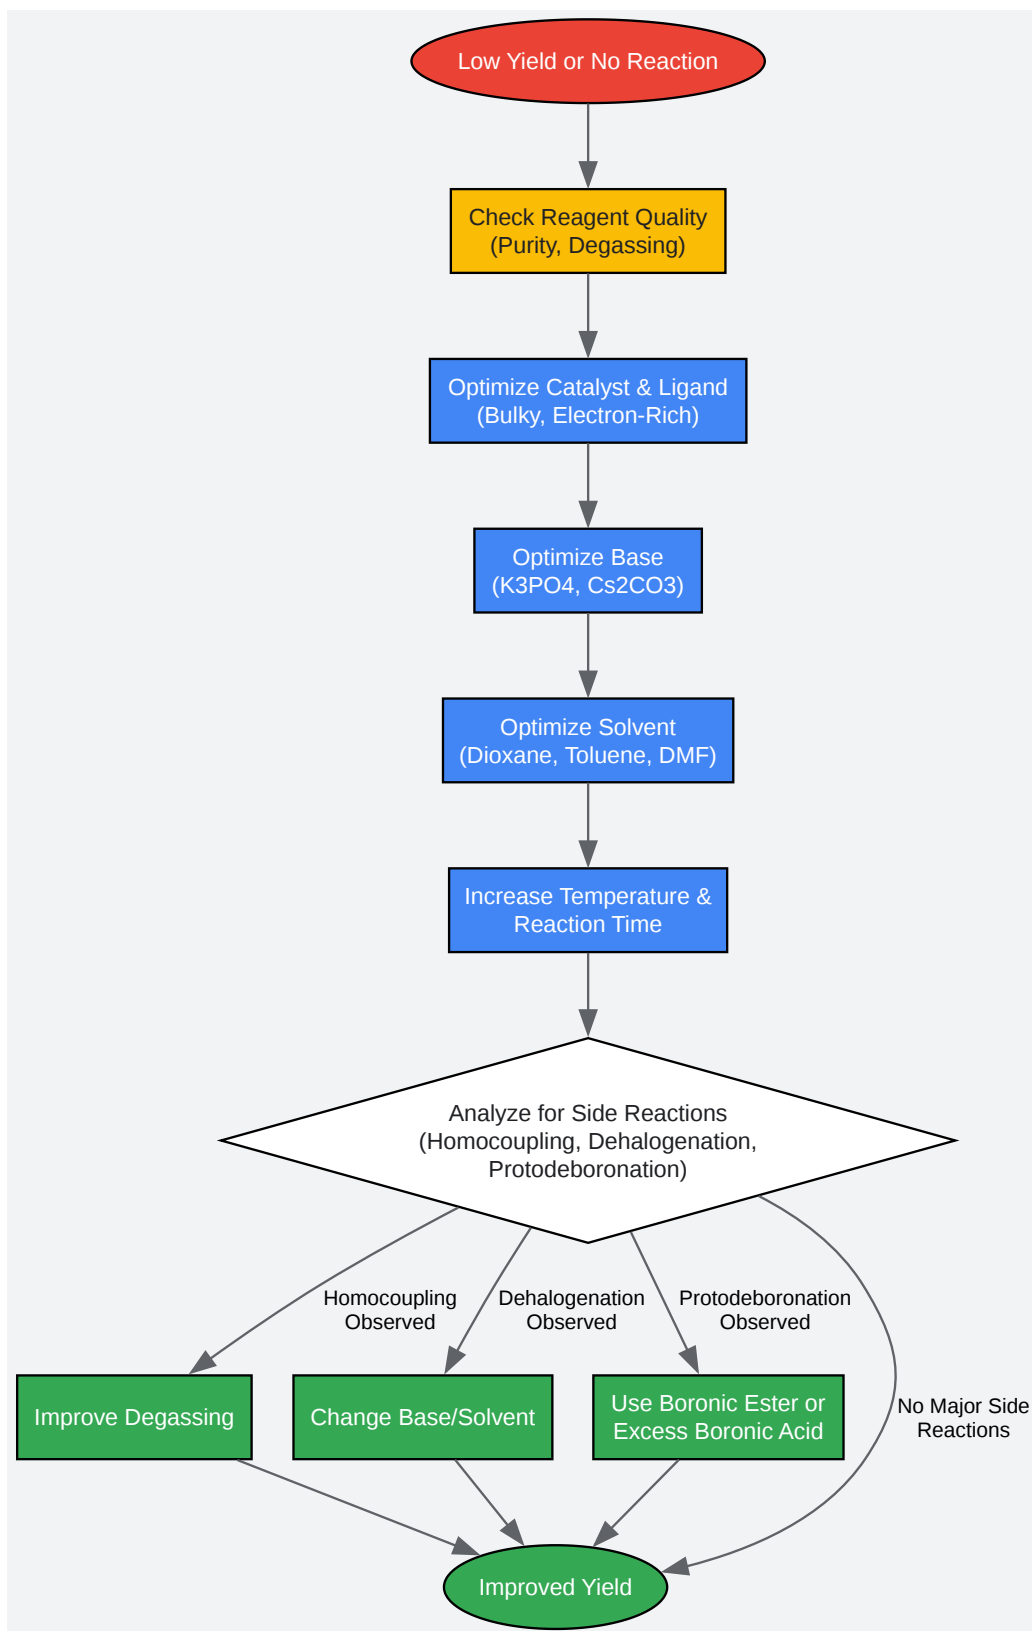 Low Yield or No Reaction
Check Reagent Quality
(Purity, Degassing)
Optimize Catalyst & Ligand
(Bulky, Electron-Rich)
Optimize Base
(K3PO4, Cs2CO3)
Optimize Solvent
(Dioxane, Toluene, DMF)
Increase Temperature &
Reaction Time
Analyze for Side Reactions
(Homocoupling, Dehalogenation,
Protodeboronation)
Homocoupling
Observed
Dehalogenation
Observed
Protodeboronation
Observed
No Major Side
Reactions
Improve Degassing
Change Base/Solvent
Use Boronic Ester or
Excess Boronic Acid
Improved Yield